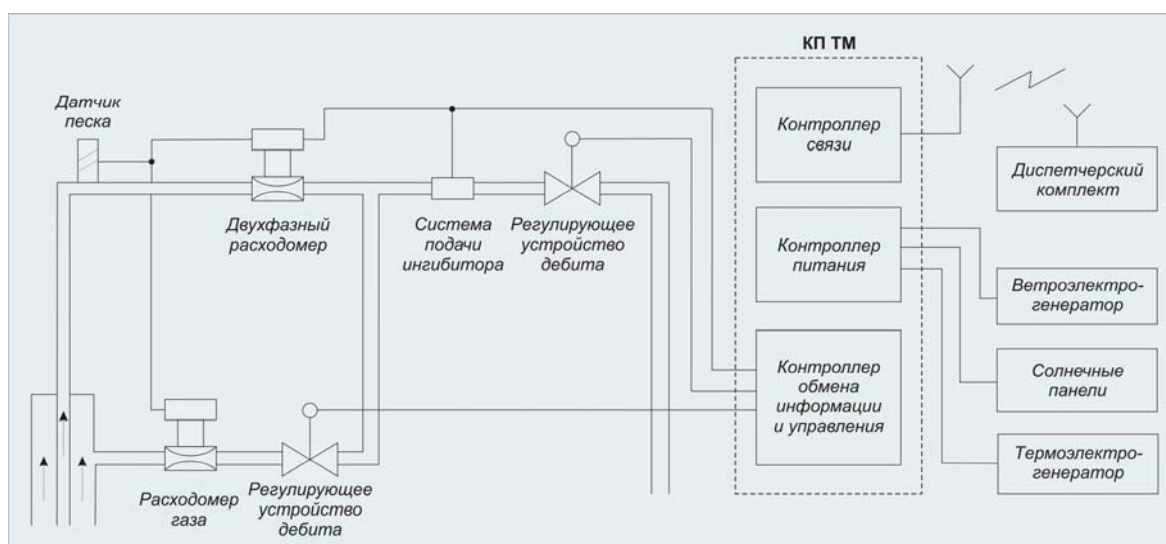 КП ТМ
Датчик
песка
Контроллер
связи
Диспетчерский
комплект
Двухфазный
расходомер
Система
подачи
ингибитора
Регулирующее
устройство
дебита
Контроллер
питания
Ветроэлектро-
генератор
Солнечные
панели
Контроллер
обмена
информации
и управления
Термоэлектро-
генератор
Расходомер
газа
Регулирующее
устройство
дебита